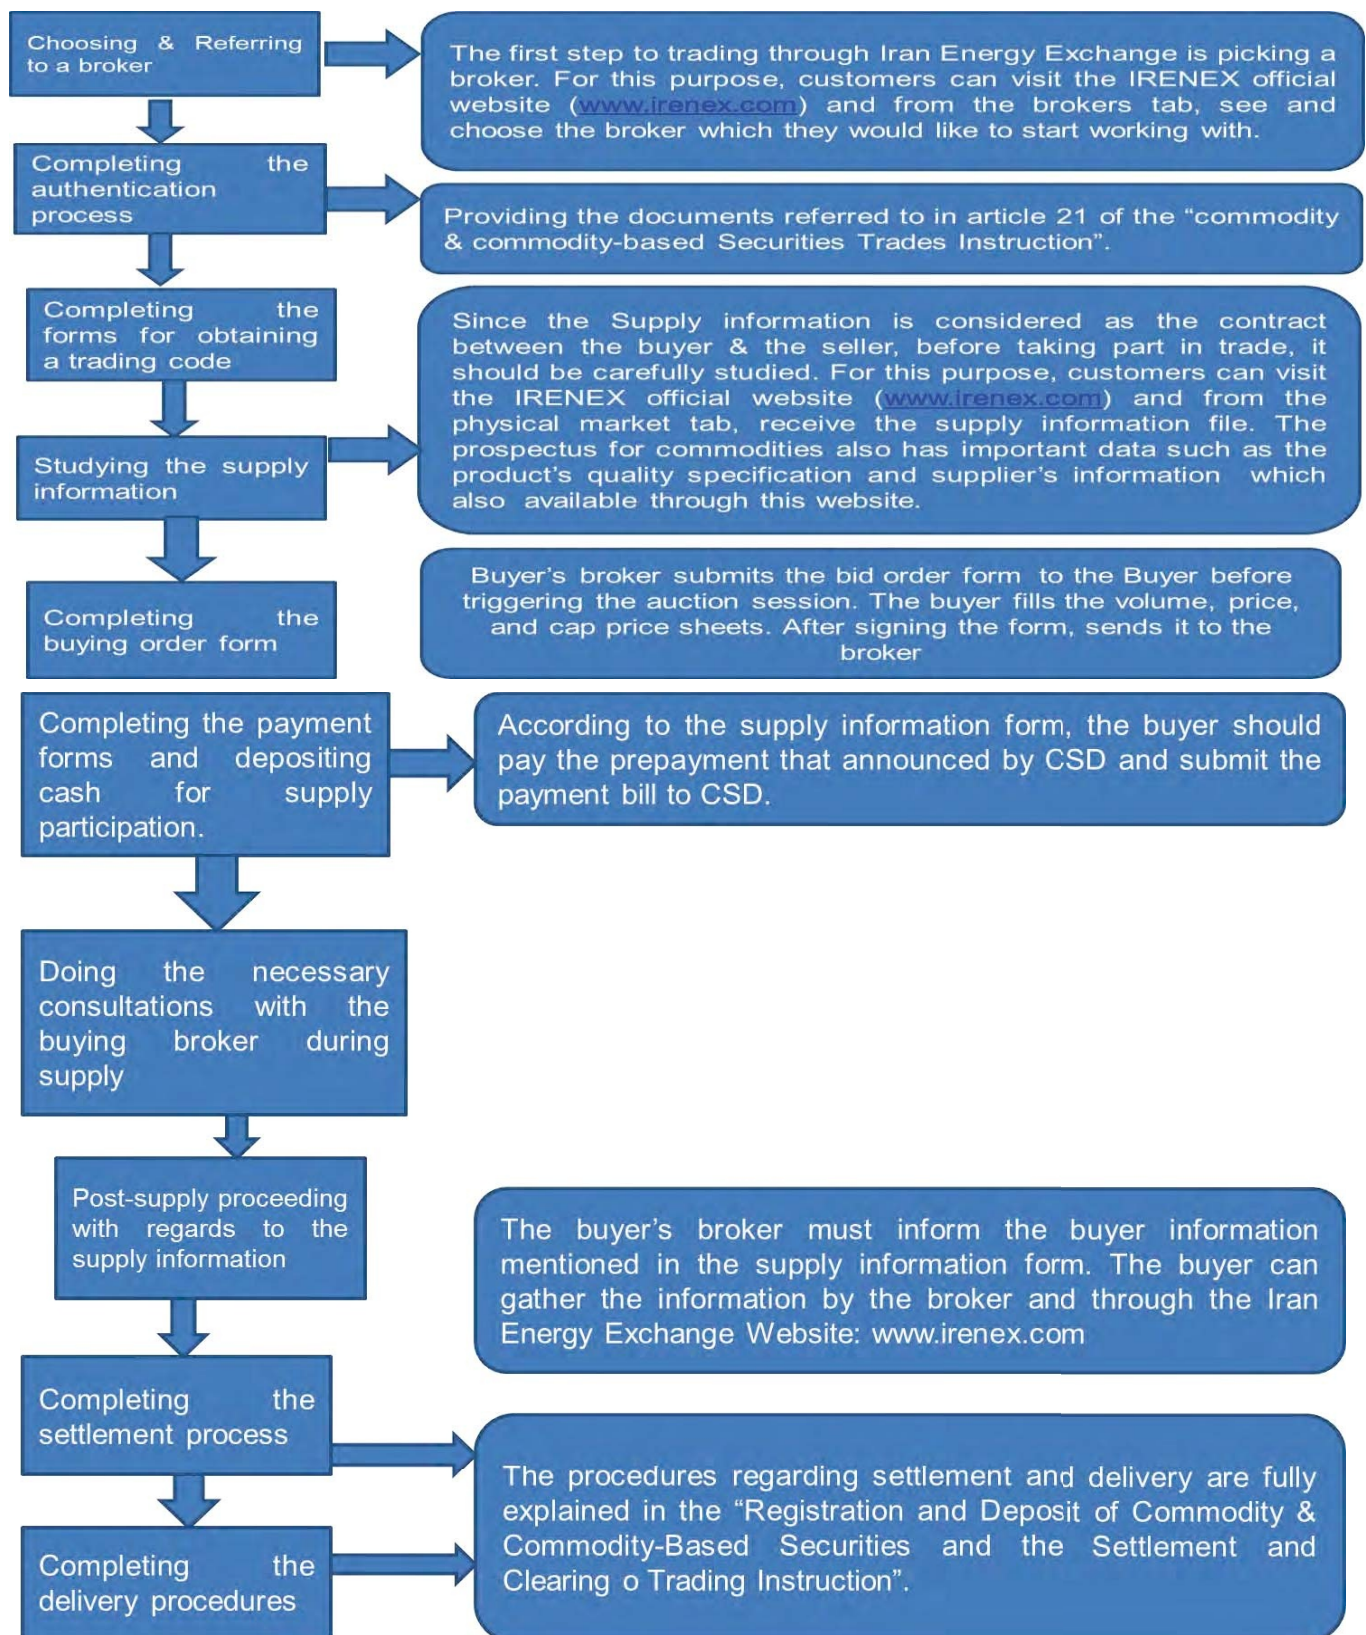 Choosing & Referring
to a broker
The first step to trading through Iran Energy Exchange is picking a
broker. For this purpose, customers can visit the IRENEX official
website (www.irenex.com) and from the brokers tab, see and
choose the broker which they would like to start working with.
Completing the
authentication
process
Providing the documents referred to in article 21 of the “commodity
& commodity-based Securities Trades Instruction”.
Completing the
forms for obtaining
a trading code
Since the Supply information is considered as the contract
between the buyer & the seller, before taking part in trade, it
should be carefully studied. For this purpose, customers can visit
the IRENEX official website (www.irenex.com) and from the
physical market tab, receive the supply information file. The
prospectus for commodities also has important data such as the
product’s quality specification and supplier’s information which
also available through this website.
Studying the supply
information
Completing the
buying order form
Buyer’s broker submits the bid order form to the Buyer before
triggering the auction session. The buyer fills the volume, price,
and cap price sheets. After signing the form, sends it to the
broker
Completing the payment
forms and depositing
cash for supply
participation.
According to the supply information form, the buyer should
pay the prepayment that announced by CSD and submit the
payment bill to CSD.
Doing the necessary
consultations with the
buying broker during
supply
Post-supply proceeding
with regards to the
supply information
The buyer’s broker must inform the buyer information
mentioned in the supply information form. The buyer can
gather the information by the broker and through the Iran
Energy Exchange Website: www.irenex.com
Completing the
settlement process
The procedures regarding settlement and delivery are fully
explained in the “Registration and Deposit of Commodity &
Commodity-Based Securities and the Settlement and
Clearing o Trading Instruction”.
Completing the
delivery procedures